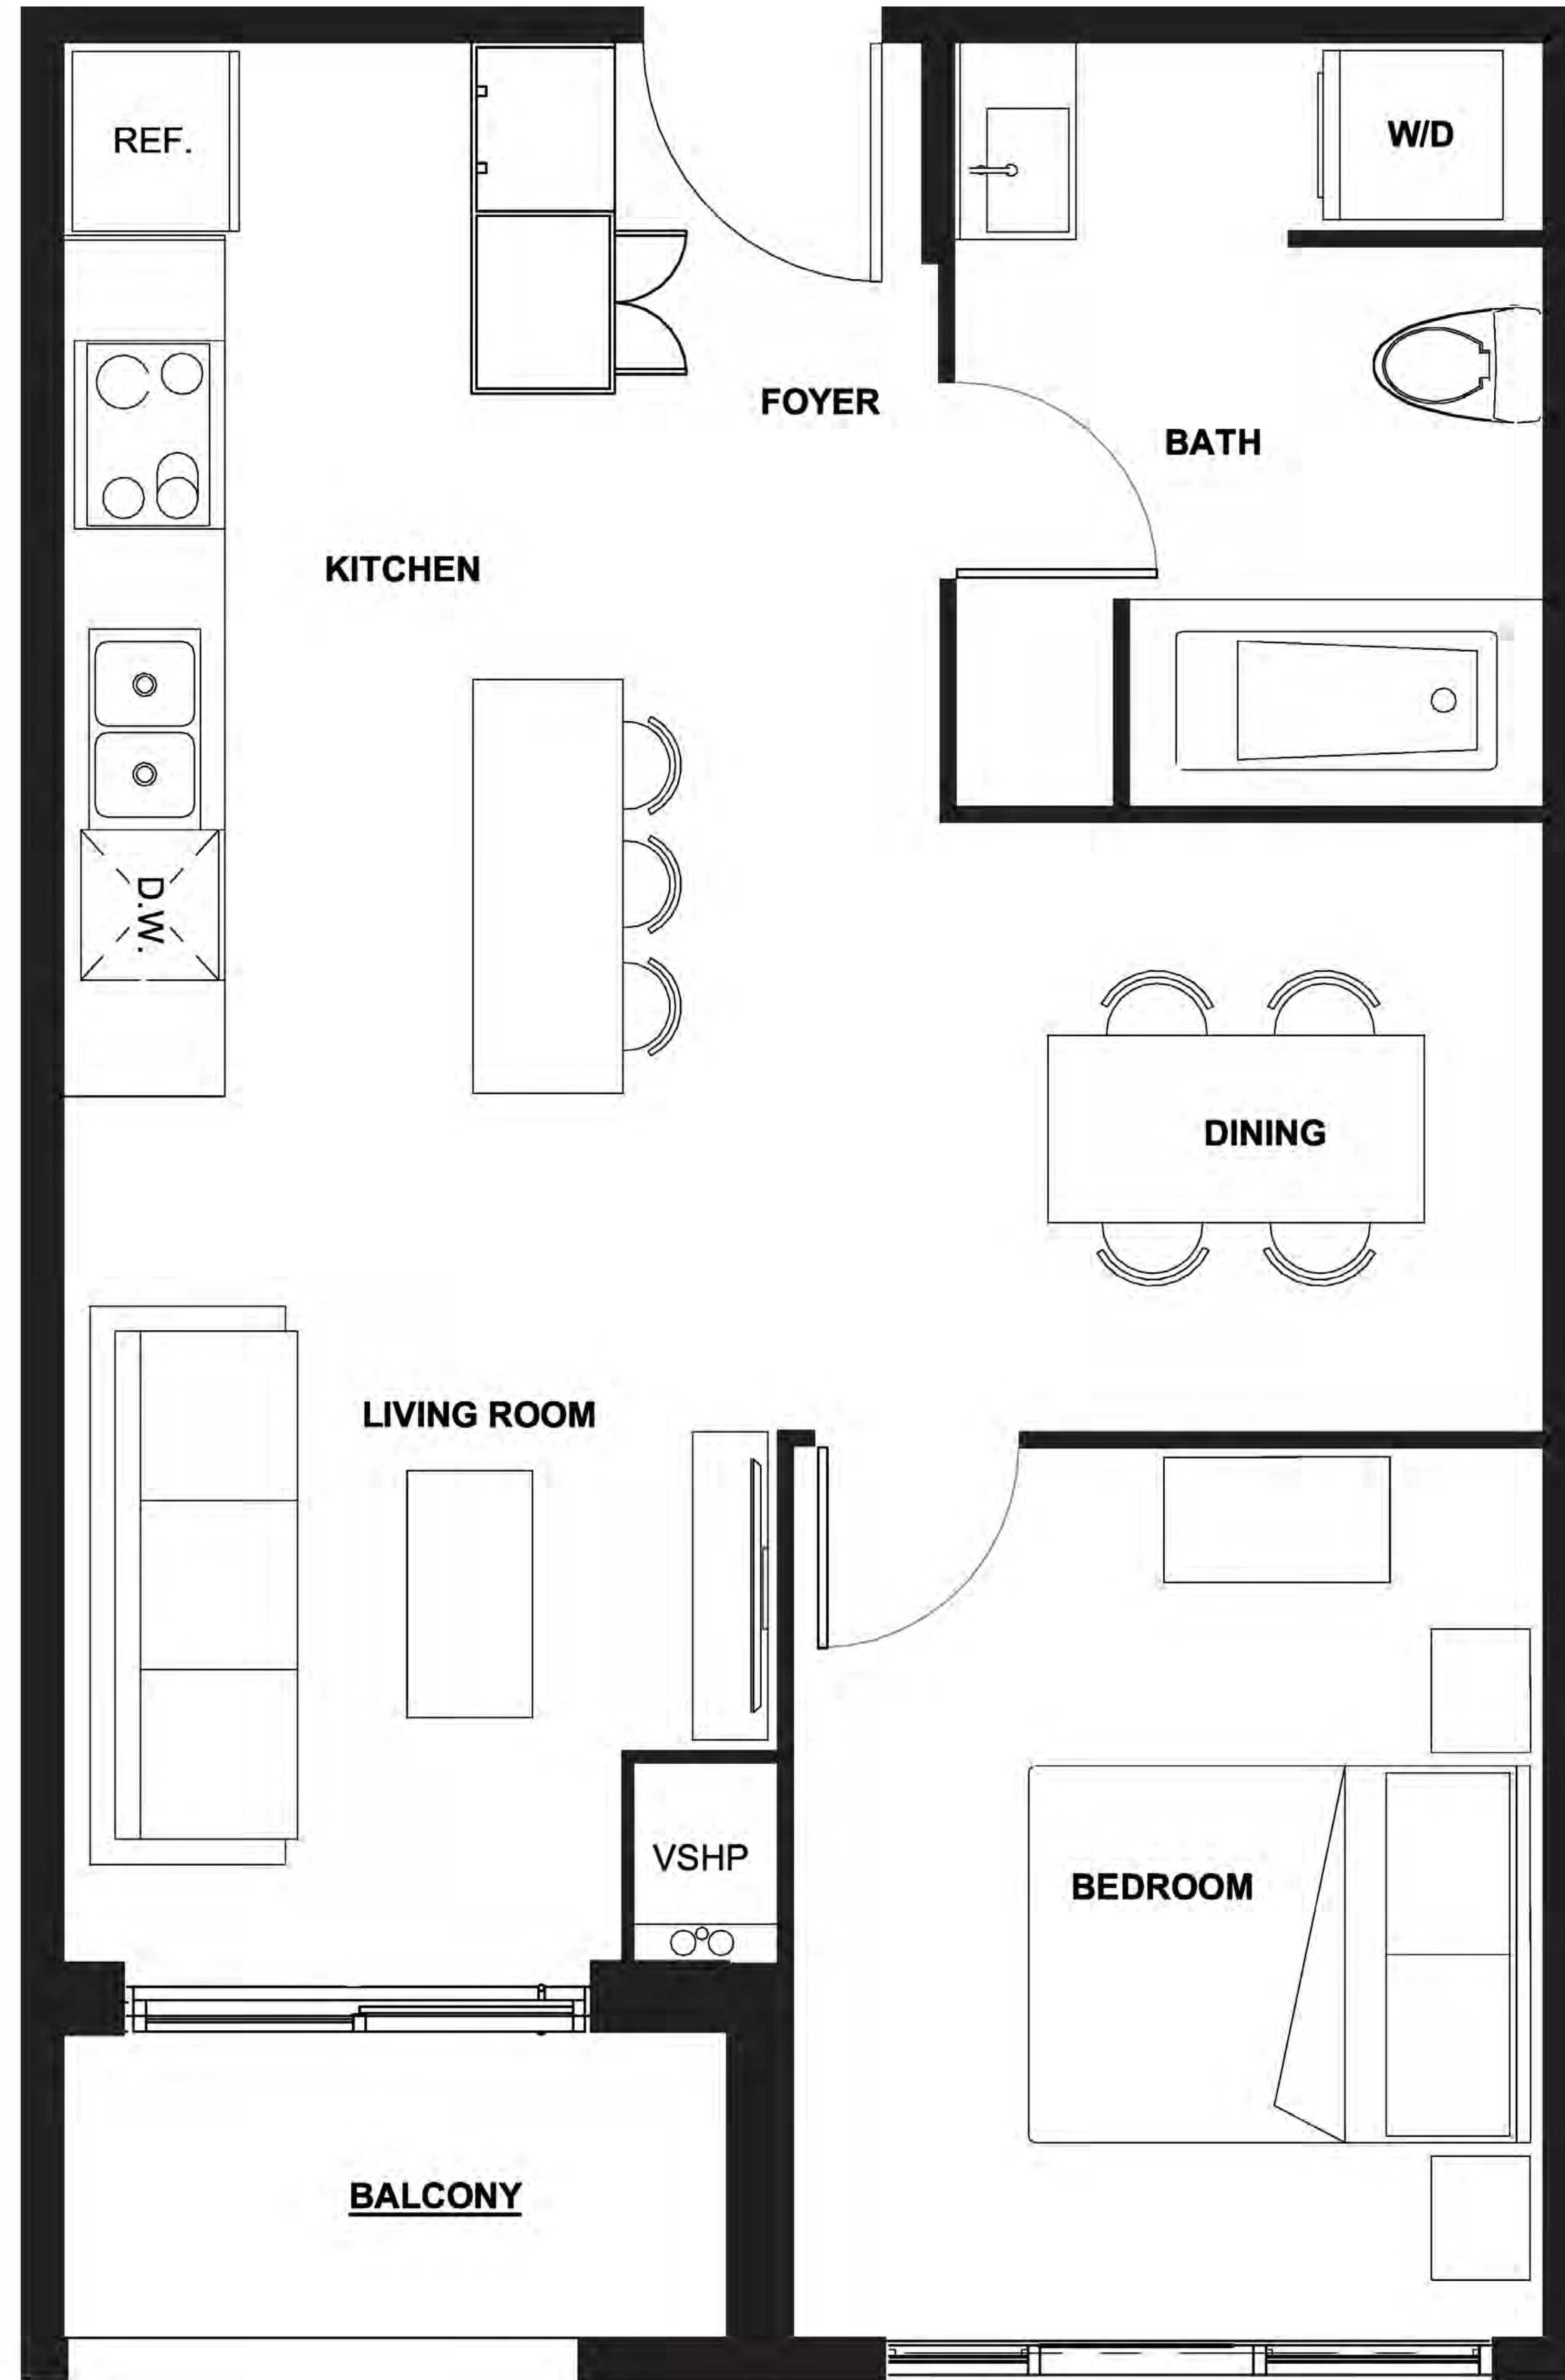 REF.
W/D
FOYER
BATH
KITCHEN
D.W.
DINING
LIVING ROOM
VSHP
BEDROOM
BALCONY